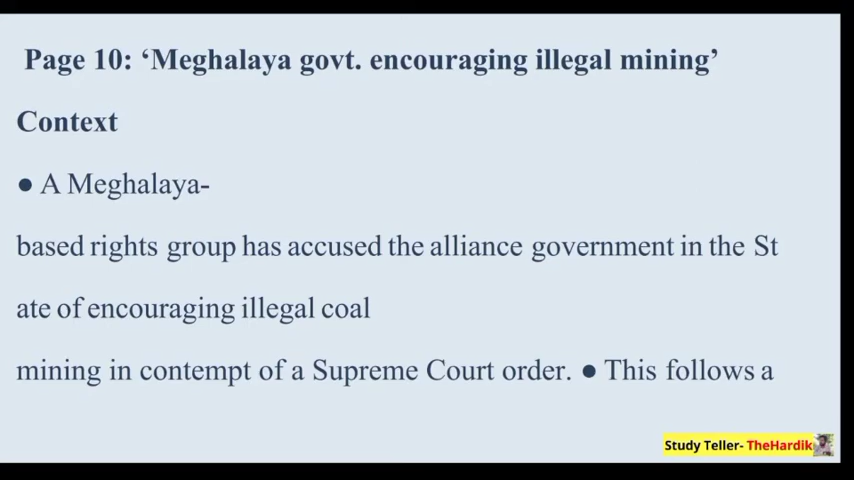 Page 10: ‘Meghalaya govt. encouraging illegal mining’
Context
● A Meghalaya-
based rights group has accused the alliance government in the St
ate of encouraging illegal coal
mining in contempt of a Supreme Court order. ● This follows a
Study Teller- TheHardik